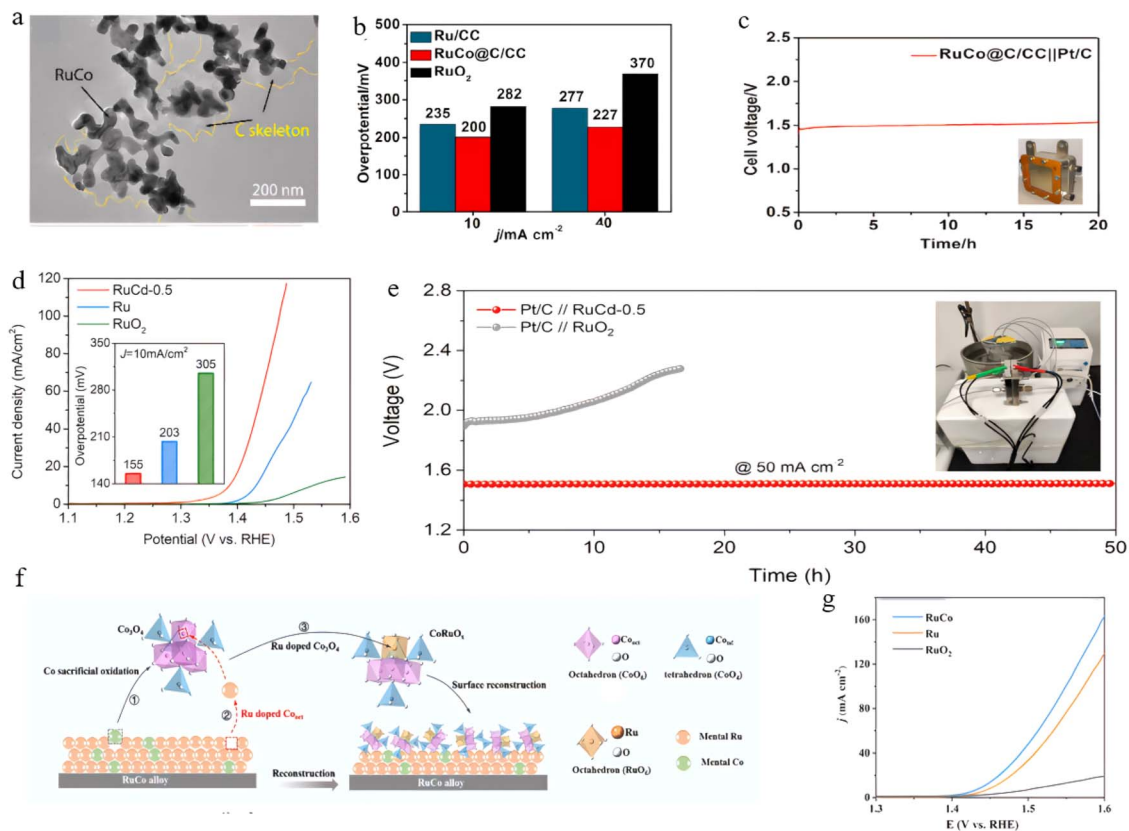 a
RuCo
C skeleton
200 nm
b
500
400
300
200
100
0
Overpotential/mV
Ru/CC
RuCo@C/CC
RuO₂
235
200
282
277
227
370
10
40
j/mA cm⁻²
c
2.5
2.0
1.5
1.0
0.5
Cell voltage/V
RuCo@C/CC||Pt/C
0
5
10
15
20
Time/h
d
120
100
80
60
40
20
0
Current density (mA/cm²)
RuCd-0.5
Ru
RuO₂
350
280
210
140
Overpotential (mV)
J=10mA/cm²
155
203
305
1.1
1.2
1.3
1.4
1.5
1.6
Potential (V vs. RHE)
e
2.8
2.4
2.0
1.6
1.2
Voltage (V)
Pt/C // RuCd-0.5
Pt/C // RuO₂
@ 50 mA cm⁻²
0
10
20
30
40
50
Time (h)
f
Co₃O₄
Co sacrificial oxidation
①
②
Ru doped Co_oct
RuCo alloy
Reconstruction
③
Ru doped Co₃O₄
CoRuOₓ
Surface reconstruction
RuCo alloy
Co_oct
O
Octahedron (CoO₆)
Co_tet
O
tetrahedron (CoO₄)
Ru
O
Octahedron (RuO₆)
Mental Ru
Mental Co
g
160
120
80
40
0
j (mA cm⁻²)
RuCo
Ru
RuO₂
1.3
1.4
1.5
1.6
E (V vs. RHE)